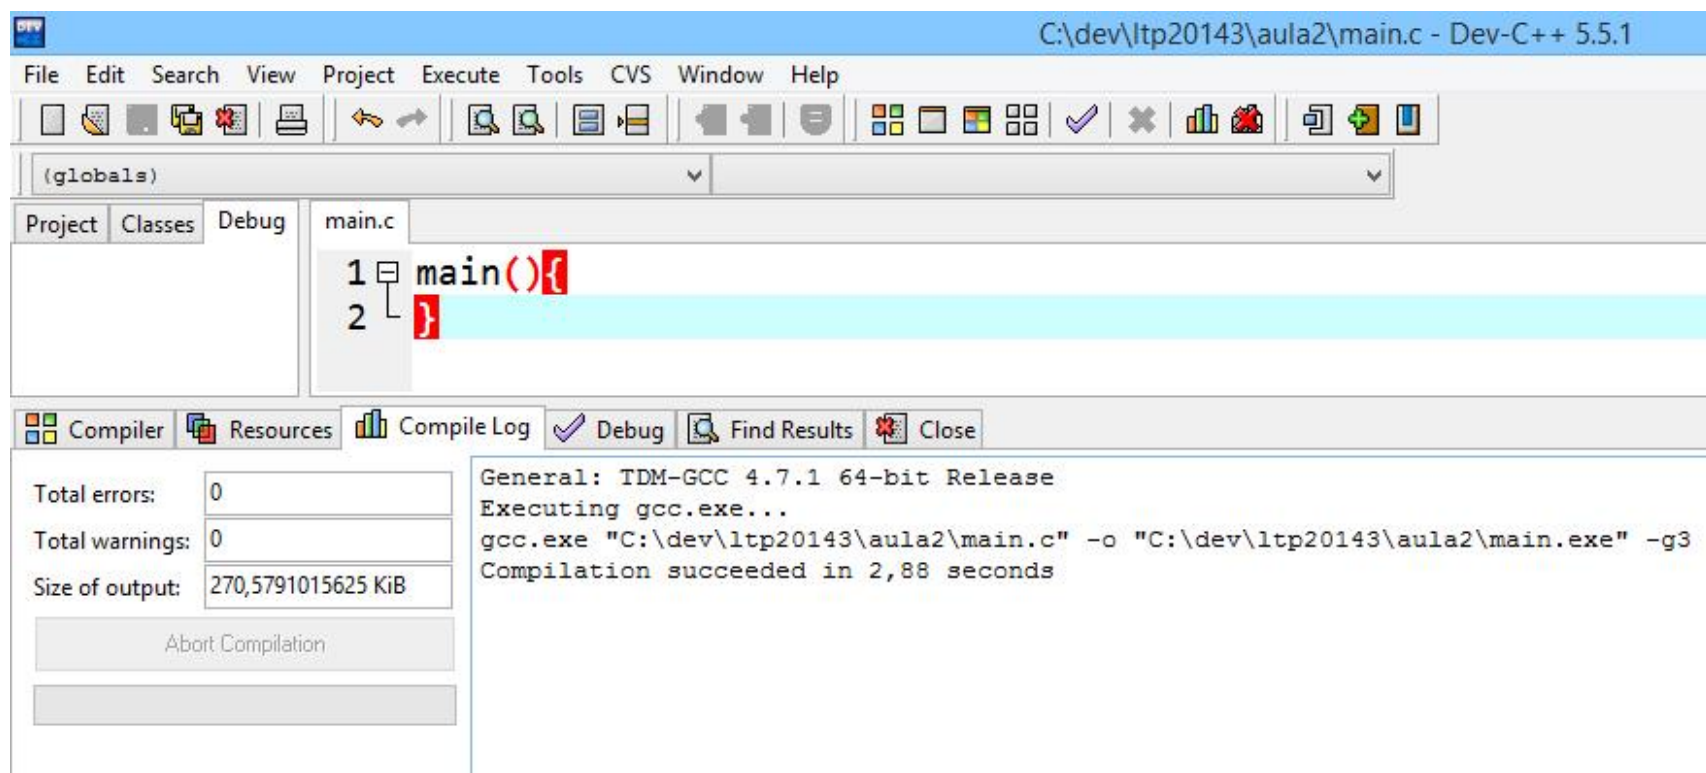 DEV
C:\dev\ltp20143\aula2\main.c - Dev-C++ 5.5.1
File Edit Search View Project Execute Tools CVS Window Help
(globals)
Project Classes Debug main.c
1 main(){
2 }
Compiler Resources Compile Log Debug Find Results Close
Total errors: 0
Total warnings: 0
Size of output: 270,5791015625 KiB
Abort Compilation
General: TDM-GCC 4.7.1 64-bit Release
Executing gcc.exe...
gcc.exe "C:\dev\ltp20143\aula2\main.c" -o "C:\dev\ltp20143\aula2\main.exe" -g3
Compilation succeeded in 2,88 seconds